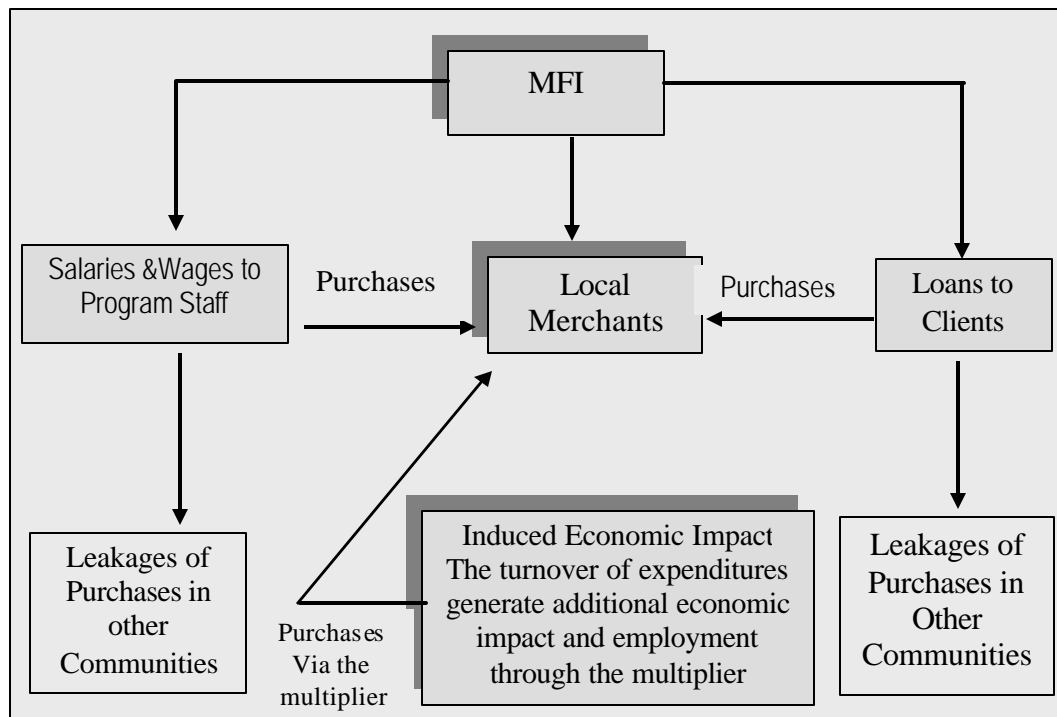 MFI
Salaries &Wages to
Program Staff
Purchases
Local
Merchants
Purchases
Loans to
Clients
Leakages of
Purchases in
other
Communities
Purchases
Via the
multiplier
Induced Economic Impact
The turnover of expenditures
generate additional economic
impact and employment
through the multiplier
Leakages of
Purchases in
Other
Communities